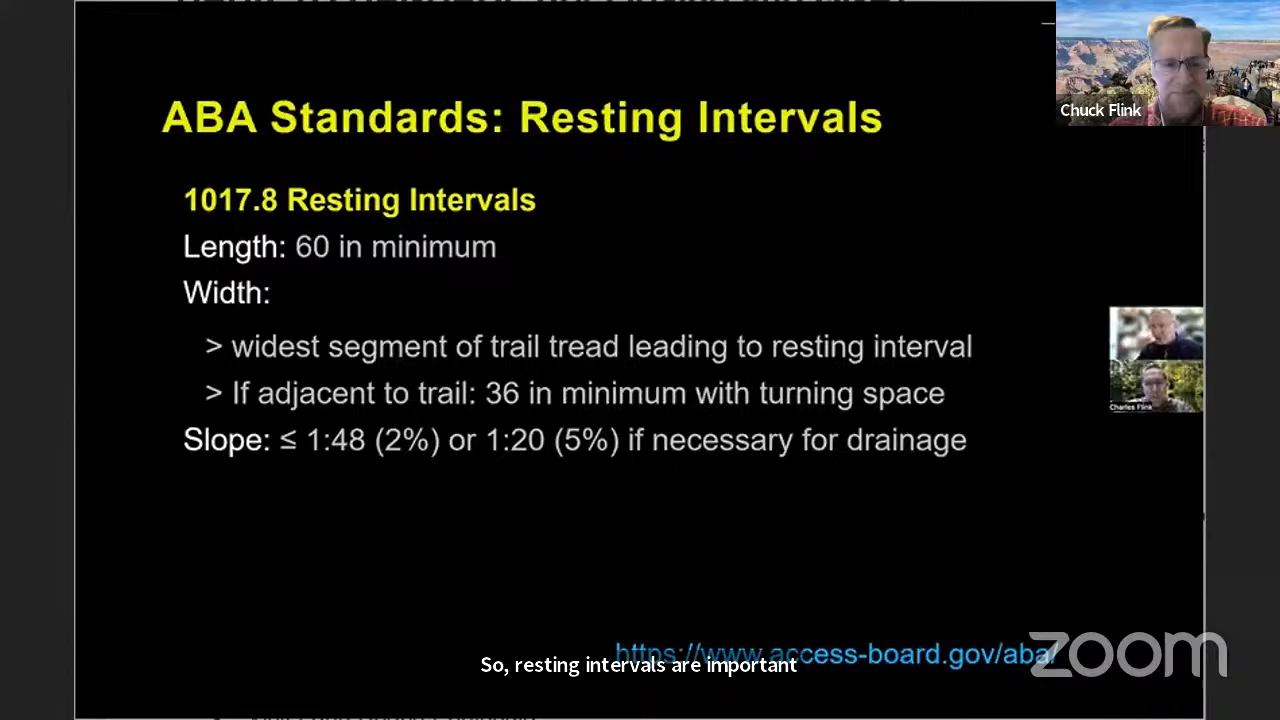 Chuck Flink
ABA Standards: Resting Intervals
1017.8 Resting Intervals
Length: 60 in minimum
Width:
> widest segment of trail tread leading to resting interval
> If adjacent to trail: 36 in minimum with turning space
Charles Flink
Slope: ≤ 1:48 (2%) or 1:20 (5%) if necessary for drainage
https://www.access-board.gov/aba/
zoom
So, resting intervals are important